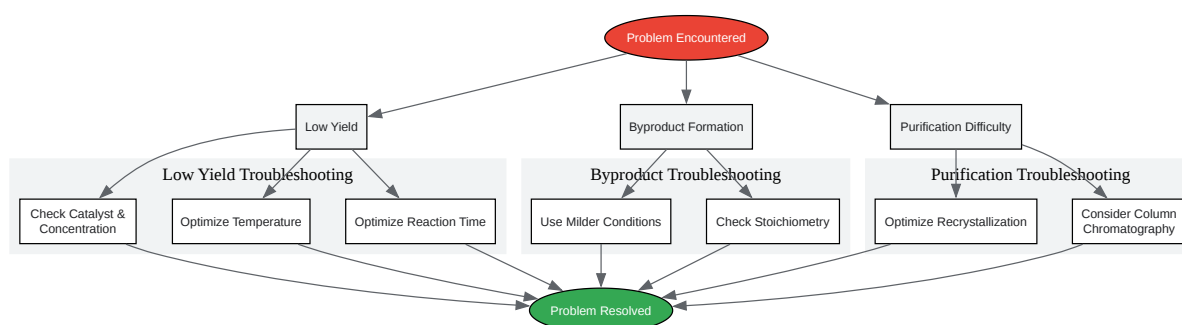 Problem Encountered
Low Yield
Byproduct Formation
Purification Difficulty
Low Yield Troubleshooting
Byproduct Troubleshooting
Purification Troubleshooting
Check Catalyst &
Concentration
Optimize Temperature
Optimize Reaction Time
Use Milder Conditions
Check Stoichiometry
Optimize Recrystallization
Consider Column
Chromatography
Problem Resolved